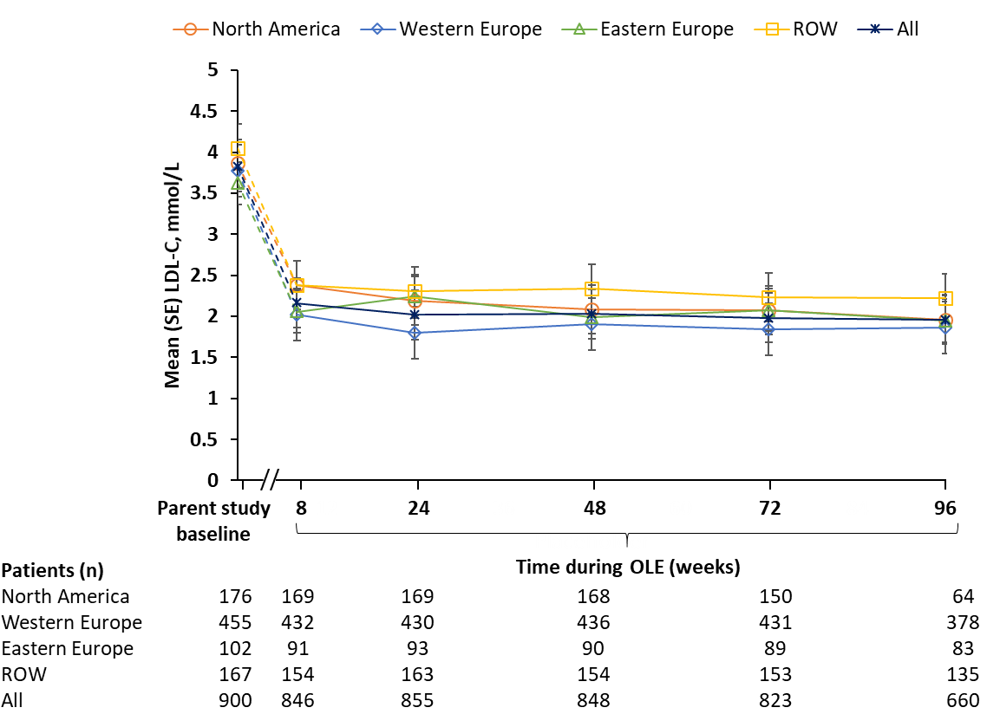 North America Western Europe Eastern Europe ROW All
5
4.5
4
3.5
3
2.5
2
1.5
1
0.5
0
Mean (SE) LDL-C, mmol/L
Parent study baseline 8 24 48 72 96
Time during OLE (weeks)
Patients (n)
North America 176 169 169 168 150 64
Western Europe 455 432 430 436 431 378
Eastern Europe 102 91 93 90 89 83
ROW 167 154 163 154 153 135
All 900 846 855 848 823 660